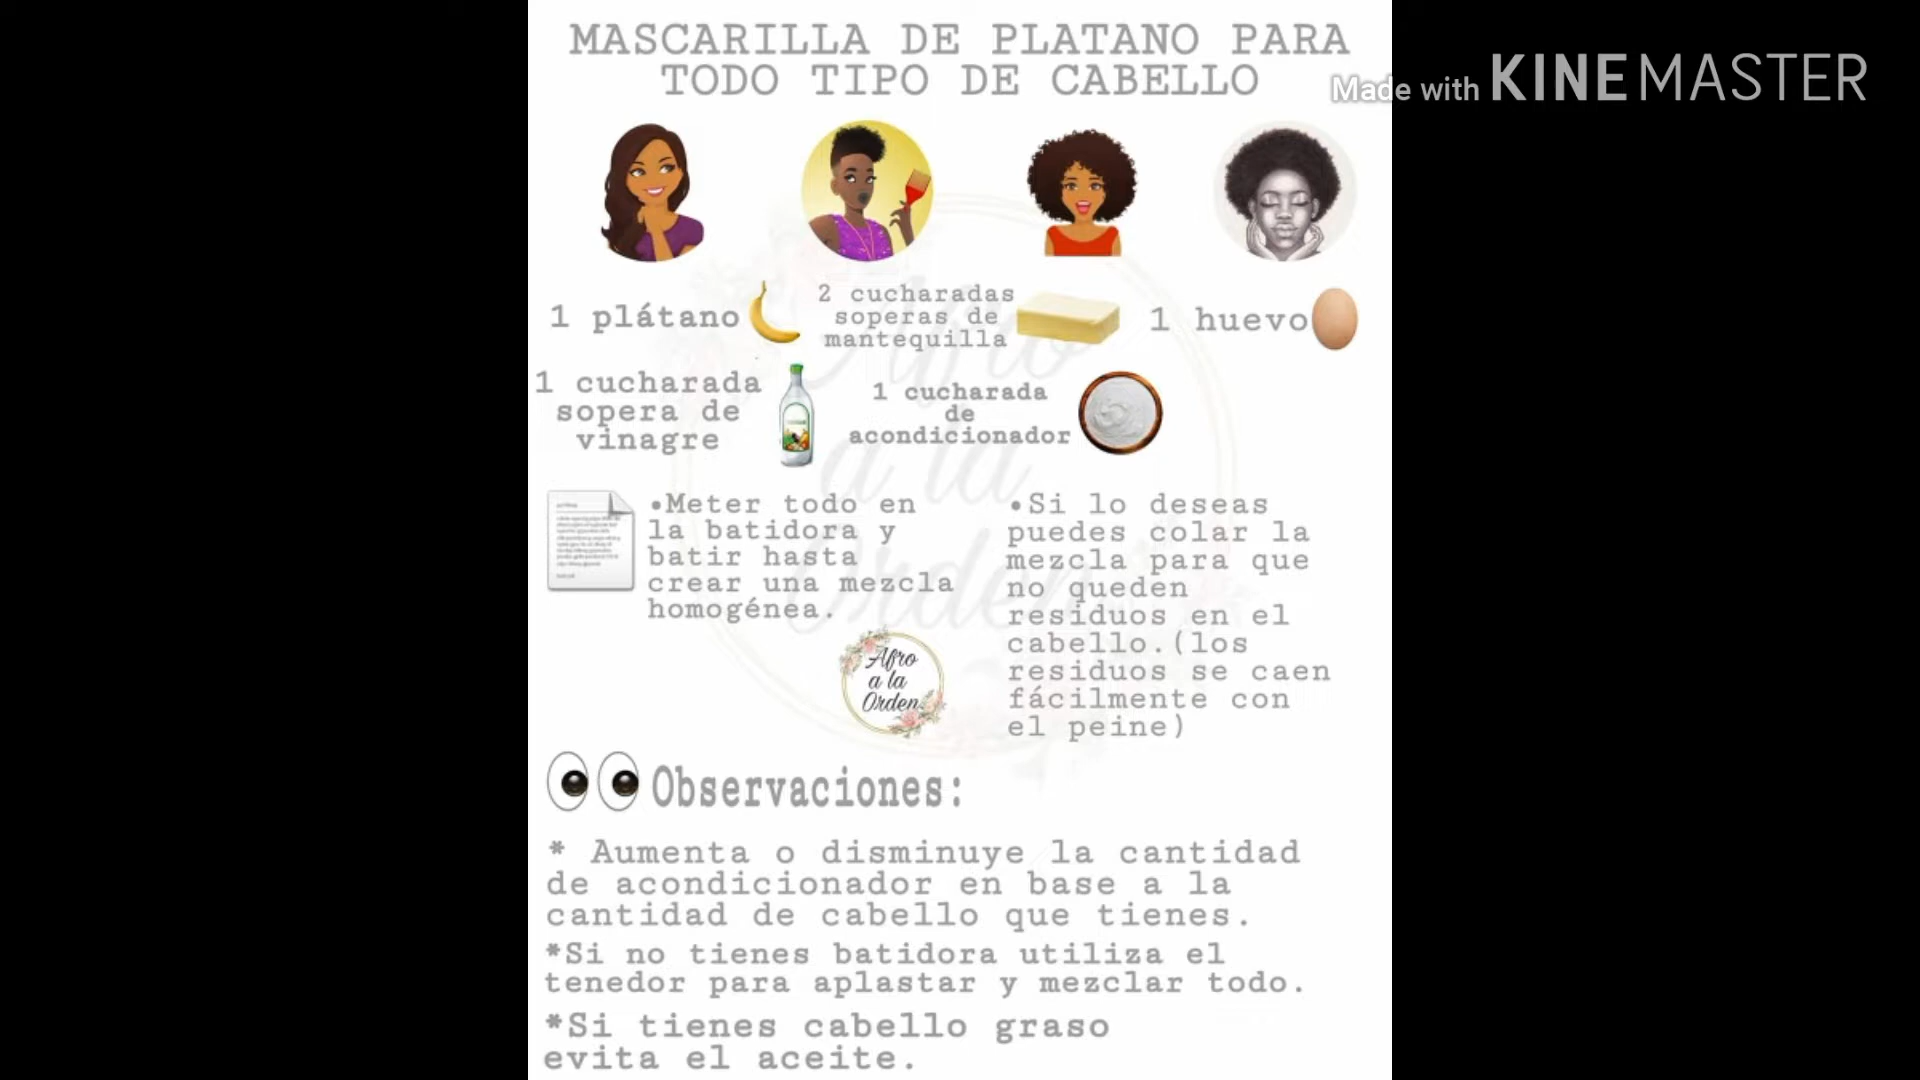 MASCARILLA DE PLATANO PARA
TODO TIPO DE CABELLO
Made with KINEMASTER
1 plátano
2 cucharadas
soperas de
mantequilla
1 huevo
1 cucharada
sopera de
vinagre
1 cucharada
de
acondicionador
•Meter todo en
la batidora y
batir hasta
crear una mezcla
homogénea.
•Si lo deseas
puedes colar la
mezcla para que
no queden
residuos en el
cabello.(los
residuos se caen
fácilmente con
el peine)
Afro
a la
Orden
Afro
a la
Orden
Observaciones:
* Aumenta o disminuye la cantidad
de acondicionador en base a la
cantidad de cabello que tienes.
*Si no tienes batidora utiliza el
tenedor para aplastar y mezclar todo.
*Si tienes cabello graso
evita el aceite.